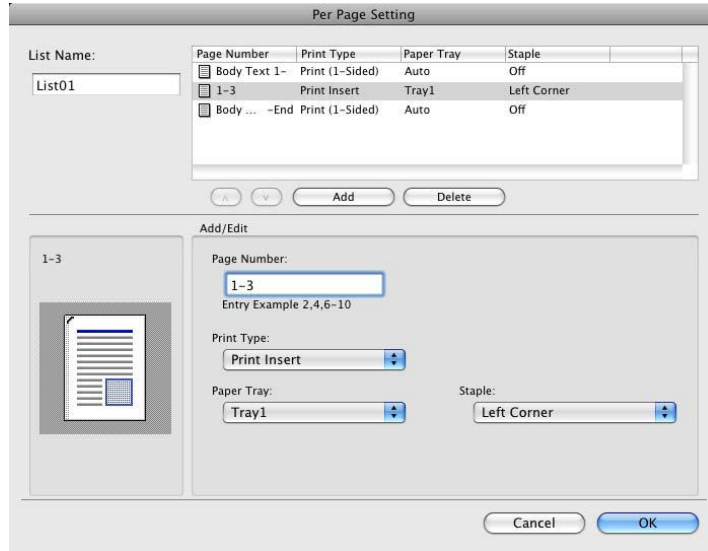 Per Page Setting
List Name:
List01
Page Number Print Type Paper Tray Staple
Body Text 1- Print (1-Sided) Auto Off
1-3 Print Insert Tray1 Left Corner
Body ... -End Print (1-Sided) Auto Off
Add Delete
Add/Edit
1-3
Page Number:
1-3
Entry Example 2,4,6-10
Print Type:
Print Insert
Paper Tray: Staple:
Tray1 Left Corner
Cancel OK